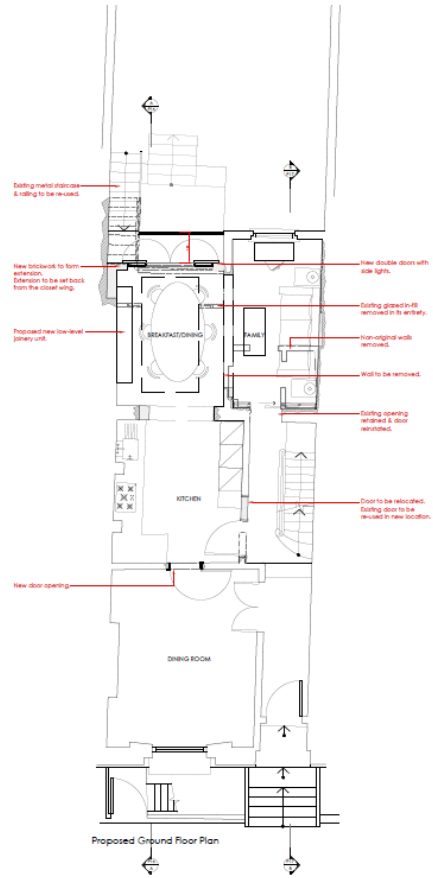 Existing metal staircase
& railing to be re-used.
New brickwork to form
extension.
Extension to be set back
from the closet wing.
New double doors with
side lights.
Existing glazed in-fill
removed in its entirety.
Proposed new low-level
joinery unit.
BREAKFAST/DINING
FAMILY
Non-original walls
removed.
Wall to be removed.
Existing opening
retained & door
reinstated.
KITCHEN
Door to be relocated.
Existing door to be
re-used in new location.
New door opening.
DINING ROOM
Proposed Ground Floor Plan